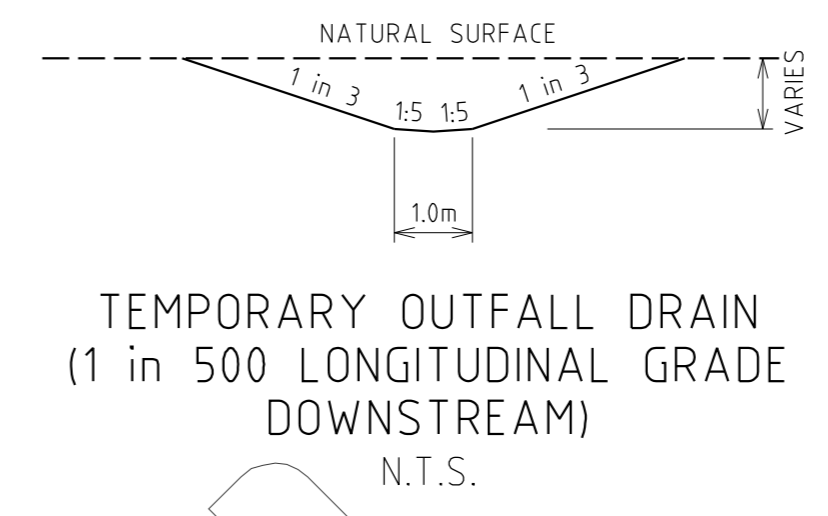 NATURAL SURFACE
1 in 3
1:5 1:5
1 in 3
VARIES
1.0m
TEMPORARY OUTFALL DRAIN
(1 in 500 LONGITUDINAL GRADE
DOWNSTREAM)
N.T.S.